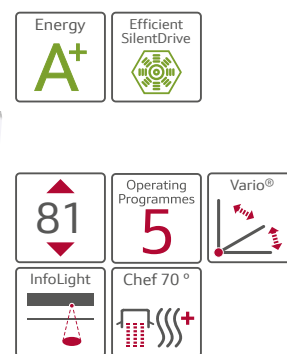 Energy
A+
Efficient
SilentDrive
81
Operating
Programmes
5
Vario®
InfoLight
Chef 70 °